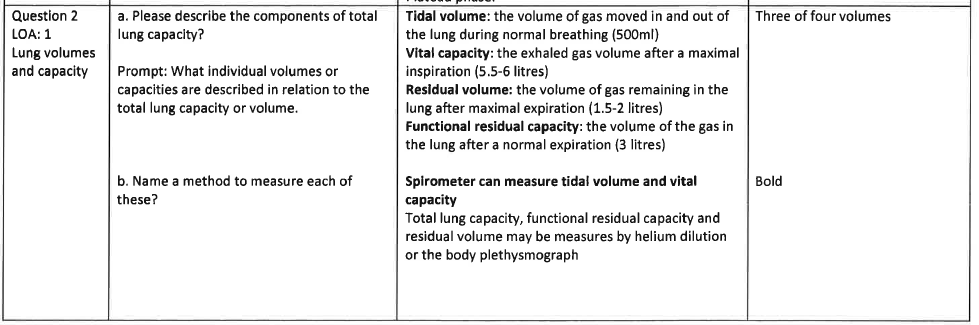 Question 2
LOA: 1
Lung volumes
and capacity
a. Please describe the components of total
lung capacity?
Prompt: What individual volumes or
capacities are described in relation to the
total lung capacity or volume.
Tidal volume: the volume of gas moved in and out of
the lung during normal breathing (500ml)
Vital capacity: the exhaled gas volume after a maximal
inspiration (5.5-6 litres)
Residual volume: the volume of gas remaining in the
lung after maximal expiration (1.5-2 litres)
Functional residual capacity: the volume of the gas in
the lung after a normal expiration (3 litres)
Three of four volumes
b. Name a method to measure each of
these?
Spirometer can measure tidal volume and vital
capacity
Total lung capacity, functional residual capacity and
residual volume may be measures by helium dilution
or the body plethysmograph
Bold